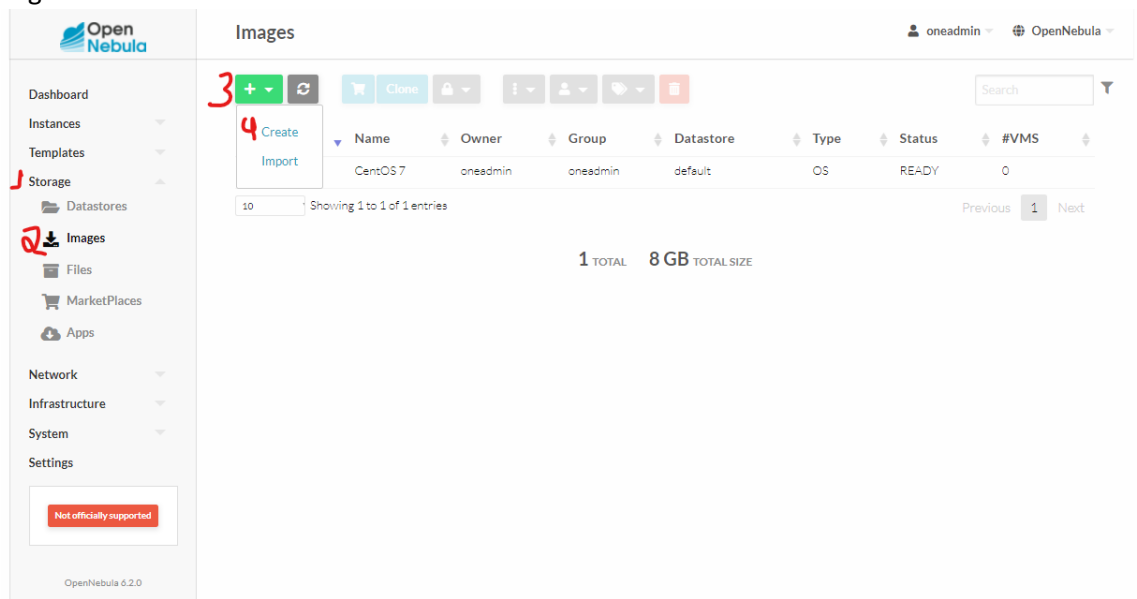 Open
Nebula
Images
oneadmin
OpenNebula
Dashboard
Instances
Templates
1
Storage
Datastores
2
Images
Files
MarketPlaces
Apps
Network
Infrastructure
System
Settings
Not officially supported
OpenNebula 6.2.0
3
+
Clone
Search
4
Create
Import
Name Owner Group Datastore Type Status #VMS
CentOS 7 oneadmin oneadmin default OS READY 0
10 Showing 1 to 1 of 1 entries
Previous 1 Next
1 TOTAL 8 GB TOTAL SIZE